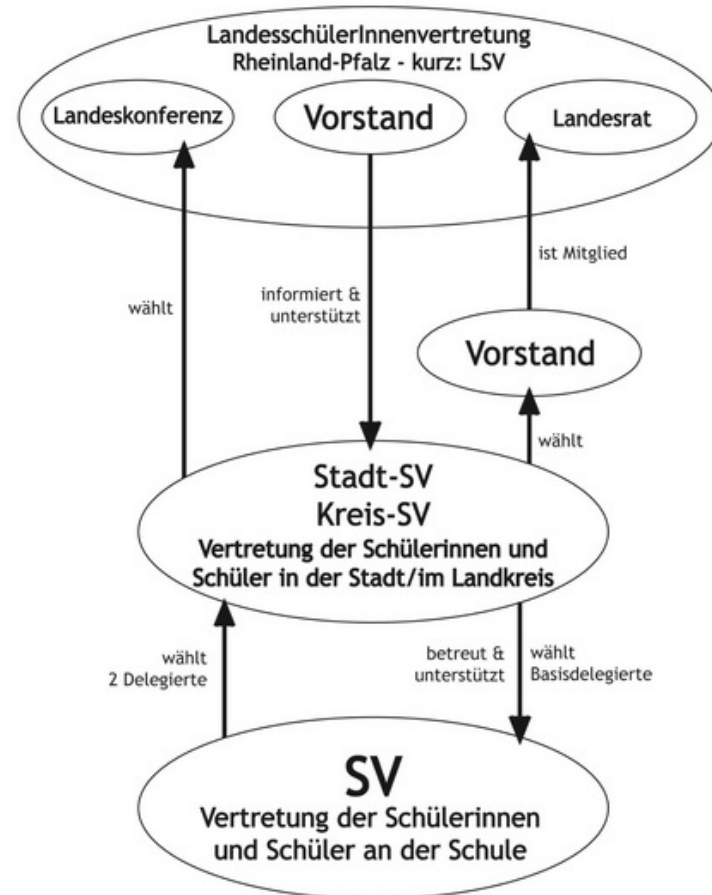 LandesschülerInnenvertretung
Rheinland-Pfalz - kurz: LSV
Landeskonferenz
Vorstand
Landesrat
ist Mitglied
wählt
informiert &
unterstützt
Vorstand
wählt
Stadt-SV
Kreis-SV
Vertretung der Schülerinnen und
Schüler in der Stadt/im Landkreis
wählt
2 Delegierte
betreut &
unterstützt
wählt
Basisdelegierte
SV
Vertretung der Schülerinnen
und Schüler an der Schule